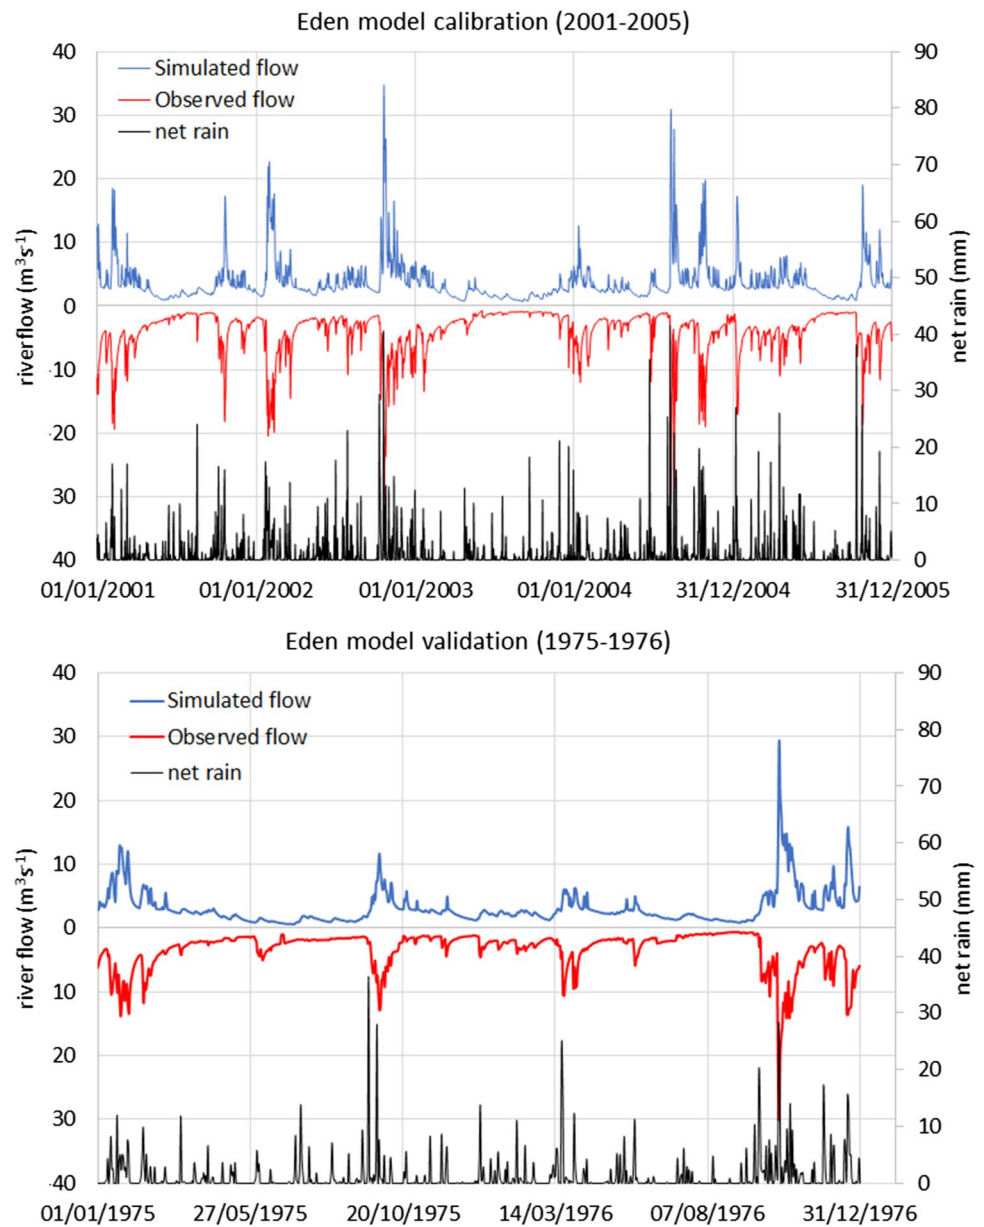 Eden model calibration (2001-2005)
40
30
20
10
0
10
-20
30
40
90
80
70
60
50
40
30
20
10
0
Simulated flow
Observed flow
net rain
riverflow (m³s⁻¹)
net rain (mm)
01/01/2001 01/01/2002 01/01/2003 01/01/2004 31/12/2004 31/12/2005
Eden model validation (1975-1976)
40
30
20
10
0
10
20
30
-40
90
80
70
60
50
40
30
20
10
0
Simulated flow
Observed flow
net rain
river flow (m³s⁻¹)
net rain (mm)
01/01/1975 27/05/1975 20/10/1975 14/03/1976 07/08/1976 31/12/1976